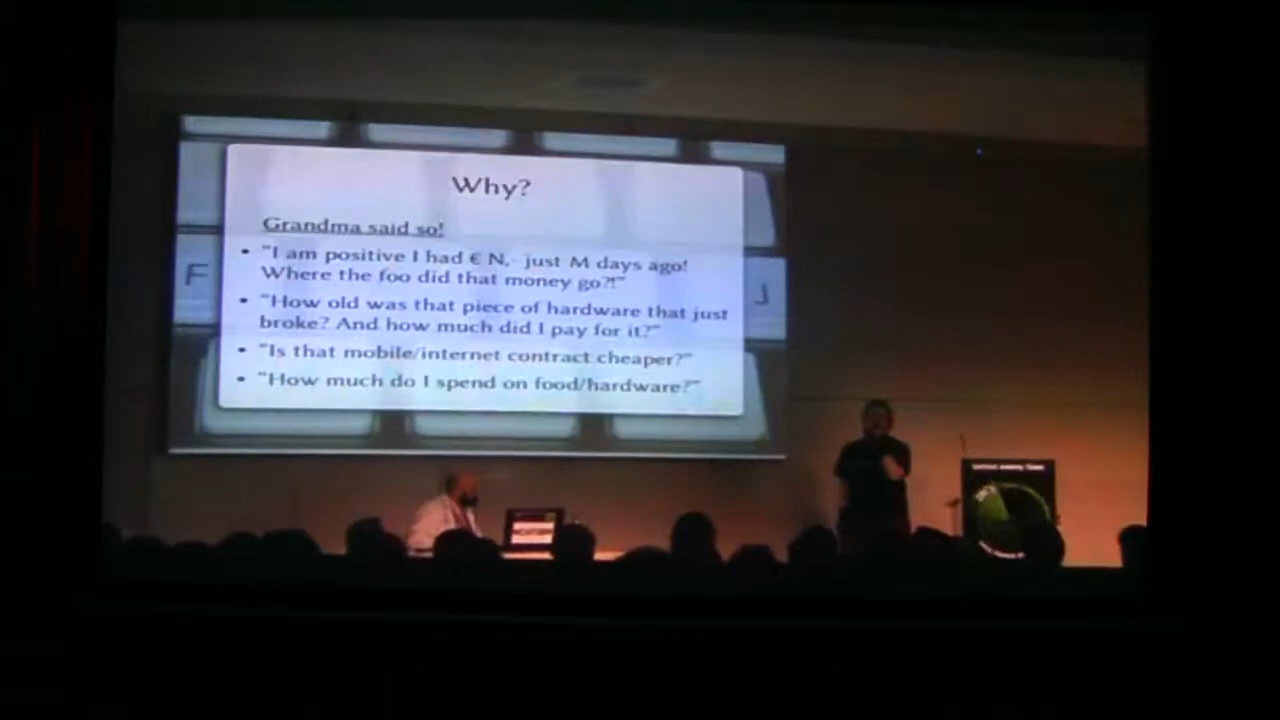 Why?
Grandma said so!
• "I am positive I had € N,- just M days ago!
Where the foo did that money go?!"
• "How old was that piece of hardware that just
broke? And how much did I pay for it?"
• "Is that mobile/internet contract cheaper?"
• "How much do I spend on food/hardware?"
F
J